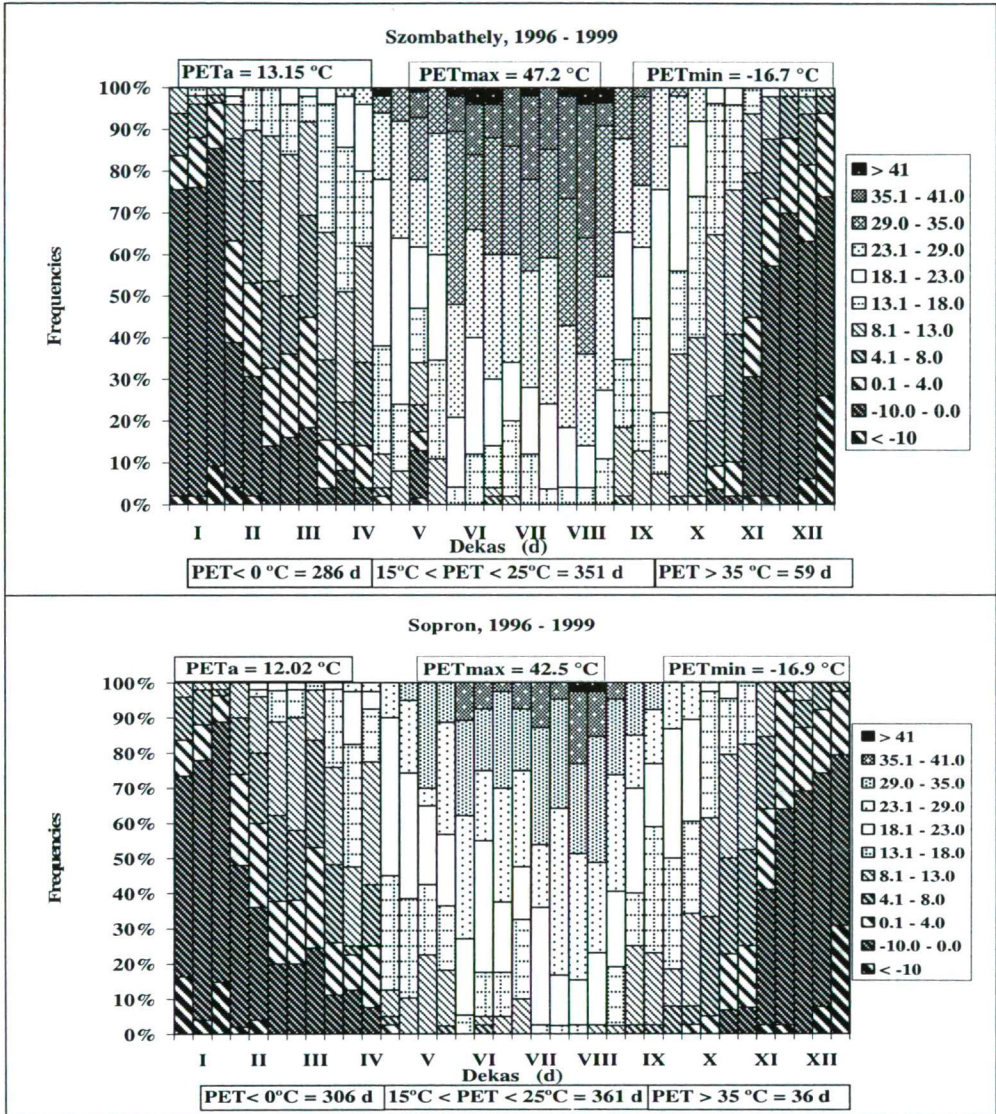 Szombathely, 1996 - 1999
PETa = 13.15 °C
PETmax = 47.2 °C
PETmin = -16.7 °C
100%
90%
80%
70%
60%
50%
40%
30%
20%
10%
0%
Frequencies
> 41
35.1 - 41.0
29.0 - 35.0
23.1 - 29.0
18.1 - 23.0
13.1 - 18.0
8.1 - 13.0
4.1 - 8.0
0.1 - 4.0
-10.0 - 0.0
< -10
I II III IV V VI VII VIII IX X XI XII
Dekas (d)
PET< 0 °C = 286 d
15°C < PET < 25°C = 351 d
PET > 35 °C = 59 d
Sopron, 1996 - 1999
PETa = 12.02 °C
PETmax = 42.5 °C
PETmin = -16.9 °C
100%
90%
80%
70%
60%
50%
40%
30%
20%
10%
0%
Frequencies
> 41
35.1 - 41.0
29.0 - 35.0
23.1 - 29.0
18.1 - 23.0
13.1 - 18.0
8.1 - 13.0
4.1 - 8.0
0.1 - 4.0
-10.0 - 0.0
< -10
I II III IV V VI VII VIII IX X XI XII
Dekas (d)
PET< 0°C = 306 d
15°C < PET < 25°C = 361 d
PET > 35 °C = 36 d